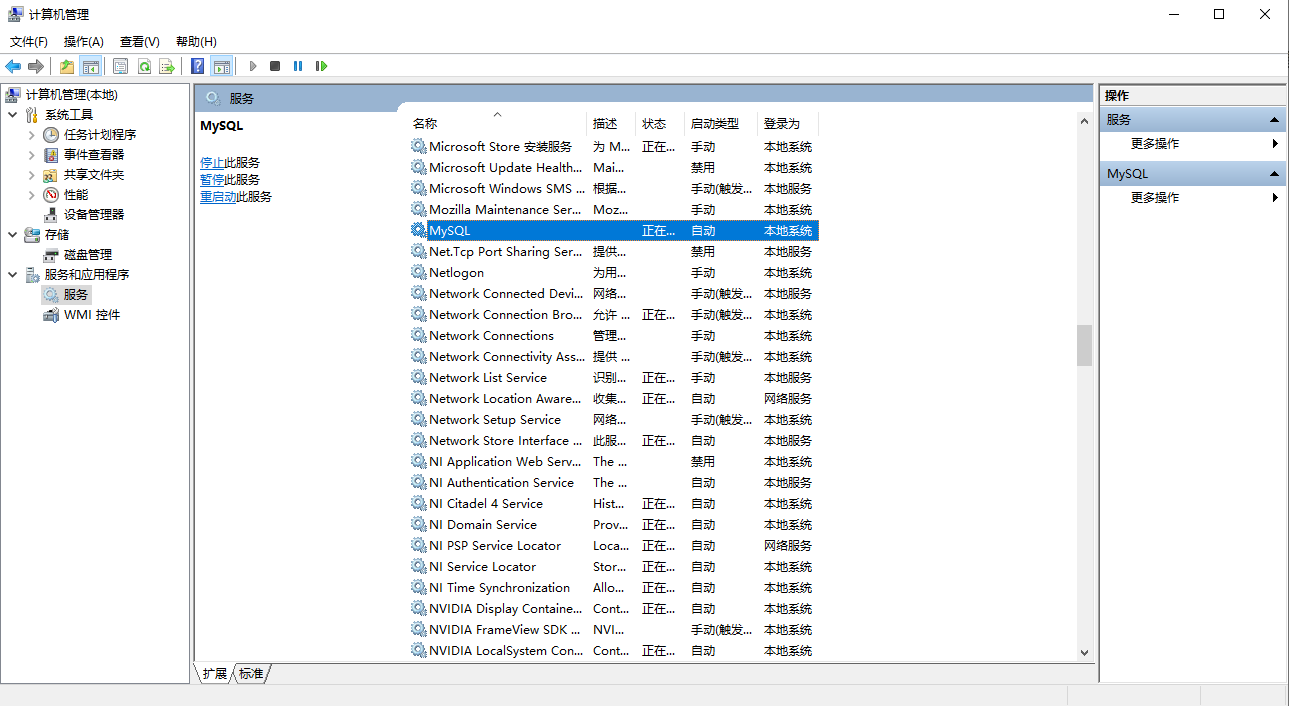 计算机管理
文件(F) 操作(A) 查看(V) 帮助(H)
计算机管理(本地)
系统工具
任务计划程序
事件查看器
共享文件夹
性能
设备管理器
存储
磁盘管理
服务和应用程序
服务
WMI 控件
服务
MySQL
停止此服务
暂停此服务
重启动此服务
名称 描述 状态 启动类型 登录为
Microsoft Store 安装服务 为 M... 正在... 手动 本地系统
Microsoft Update Health... Mai... 禁用 本地系统
Microsoft Windows SMS ... 根据... 手动(触发... 本地服务
Mozilla Maintenance Ser... Moz... 手动 本地系统
MySQL 正在... 自动 本地系统
Net.Tcp Port Sharing Ser... 提供... 禁用 本地服务
Netlogon 为用... 手动 本地系统
Network Connected Devi... 网络... 手动(触发... 本地服务
Network Connection Bro... 允许 ... 正在... 手动(触发... 本地系统
Network Connections 管理... 手动 本地系统
Network Connectivity Ass... 提供 ... 手动(触发... 本地系统
Network List Service 识别... 正在... 手动 本地服务
Network Location Aware... 收集... 正在... 自动 网络服务
Network Setup Service 网络... 手动(触发... 本地系统
Network Store Interface ... 此服... 正在... 自动 本地服务
NI Application Web Serv... The ... 禁用 本地系统
NI Authentication Service The ... 自动 本地服务
NI Citadel 4 Service Hist... 正在... 自动 本地系统
NI Domain Service Prov... 正在... 自动 本地系统
NI PSP Service Locator Loca... 正在... 自动 网络服务
NI Service Locator Stor... 正在... 自动 本地系统
NI Time Synchronization Allo... 正在... 自动 本地系统
NVIDIA Display Containe... Cont... 正在... 自动 本地系统
NVIDIA FrameView SDK ... NVI... 手动(触发... 本地系统
NVIDIA LocalSystem Con... Cont... 正在... 自动 本地系统
扩展 标准
操作
服务
更多操作
MySQL
更多操作